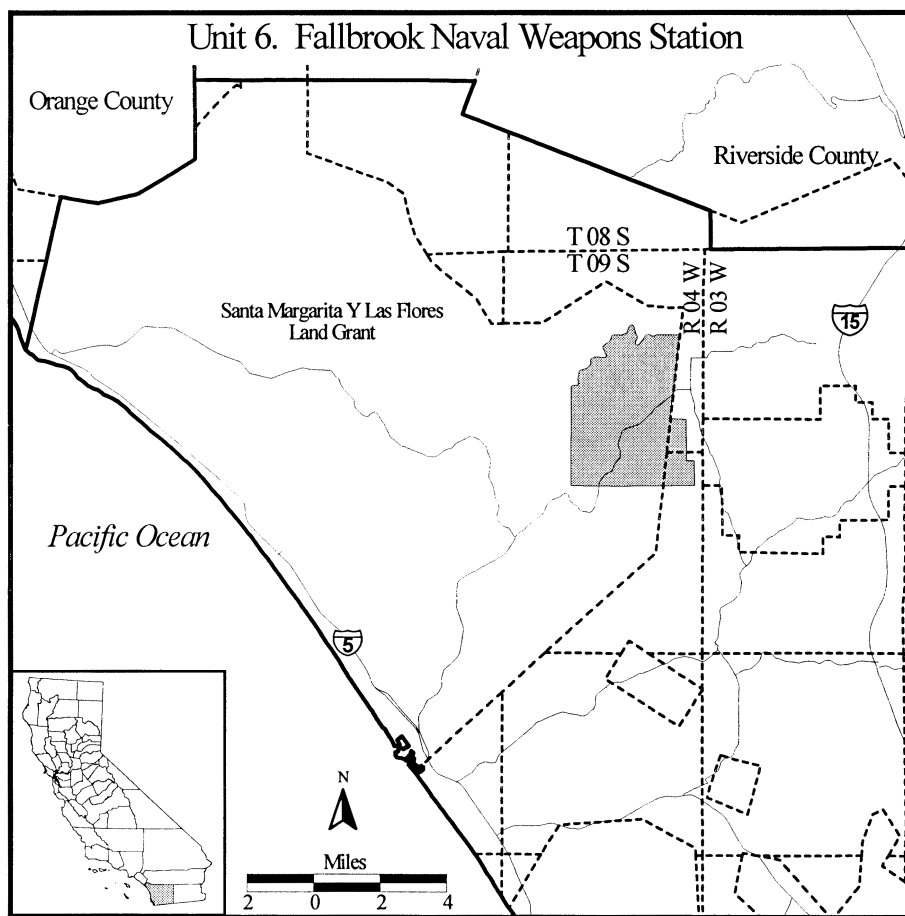 Unit 6. Fallbrook Naval Weapons Station
Orange County
Riverside County
T 08 S
T 09 S
R 04 W
R 03 W
Santa Margarita Y Las Flores
Land Grant
15
Pacific Ocean
5
N
Miles
2 0 2 4